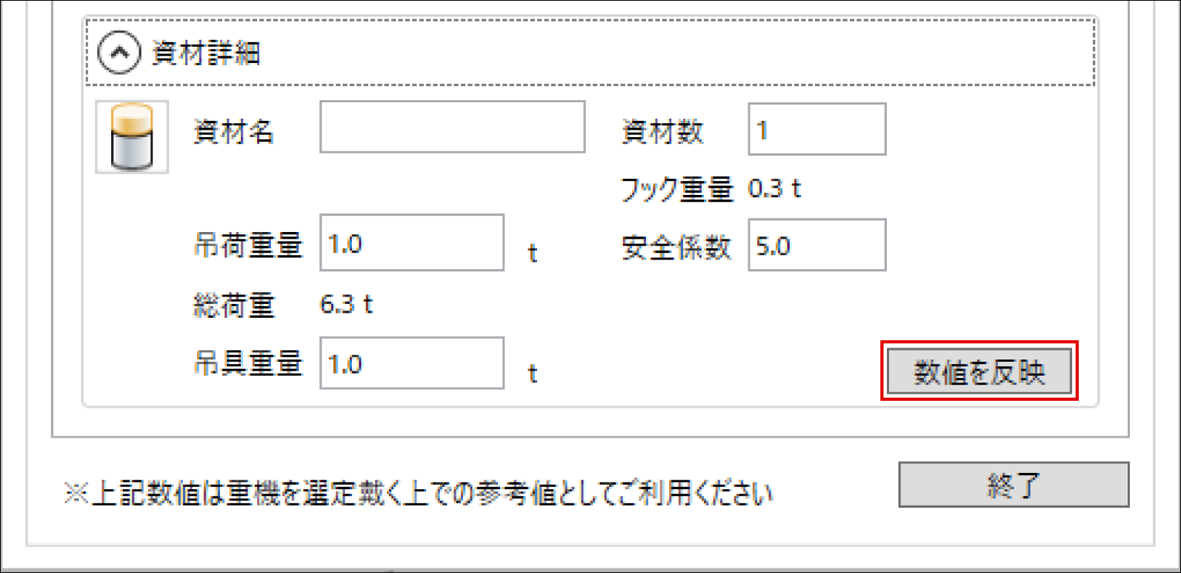 資材詳細
資材名
資材数 1
フック重量 0.3 t
吊荷重量 1.0 t
安全係数 5.0
総荷重 6.3 t
吊具重量 1.0 t
数値を反映
※上記数値は重機を選定戴く上での参考値としてご利用ください
終了